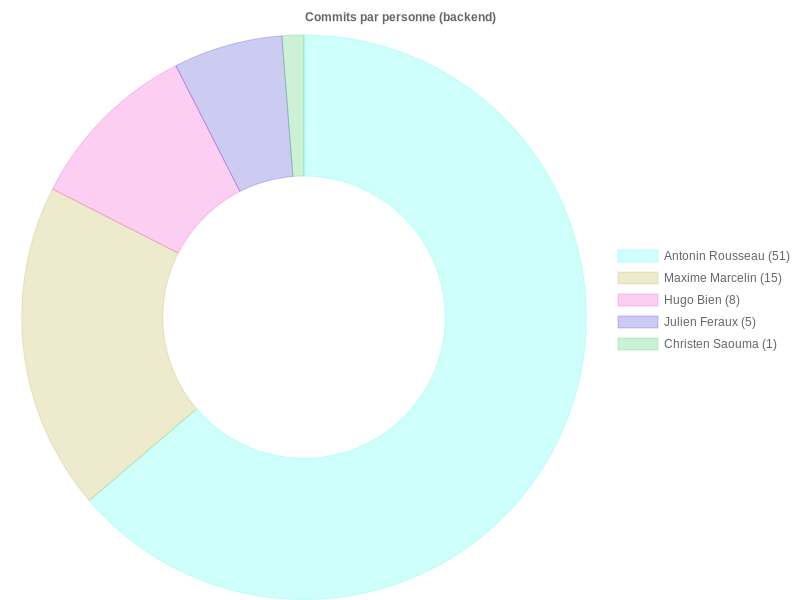 Commits par personne (backend)
Antonin Rousseau (51)
Maxime Marcelin (15)
Hugo Bien (8)
Julien Feraux (5)
Christen Saouma (1)